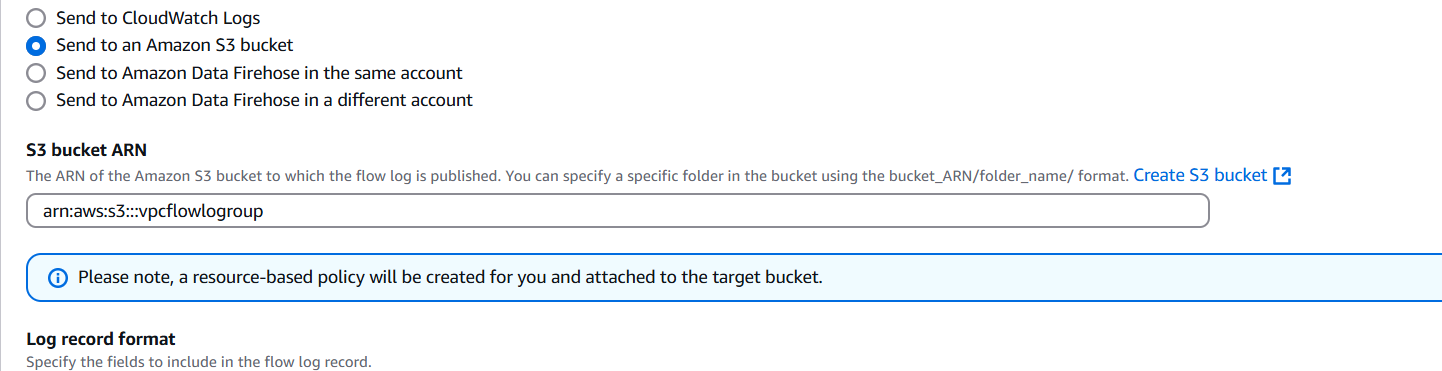 Send to CloudWatch Logs
Send to an Amazon S3 bucket
Send to Amazon Data Firehose in the same account
Send to Amazon Data Firehose in a different account
S3 bucket ARN
The ARN of the Amazon S3 bucket to which the flow log is published. You can specify a specific folder in the bucket using the bucket_ARN/folder_name/ format. Create S3 bucket
arn:aws:s3:::vpcflowlogroup
Please note, a resource-based policy will be created for you and attached to the target bucket.
Log record format
Specify the fields to include in the flow log record.